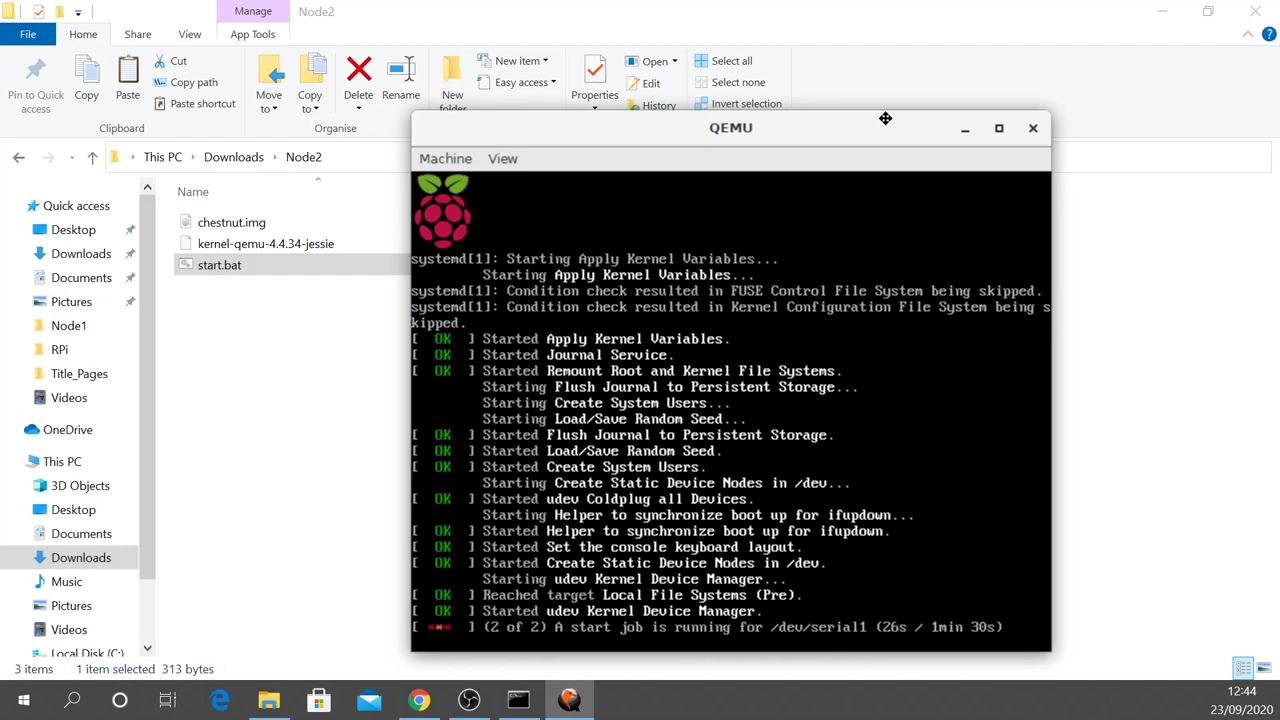 Manage
Node2
File
Home
Share
View
App Tools
Pin to Quick
access
Copy
Paste
Cut
Copy path
Paste shortcut
Clipboard
Move
to
Copy
to
Delete
Rename
Organise
New
folder
New item
Easy access
Properties
Open
Edit
History
Select all
Select none
Invert selection
This PC
Downloads
Node2
Quick access
Desktop
Downloads
Documents
Pictures
Node1
RPi
Title_Pages
Videos
OneDrive
This PC
3D Objects
Desktop
Documents
Downloads
Music
Pictures
Videos
Local Disk (C:)
Name
chestnut.img
kernel-qemu-4.4.34-jessie
start.bat
QEMU
Machine
View
systemd[1]: Starting Apply Kernel Variables...
Starting Apply Kernel Variables...
systemd[1]: Condition check resulted in FUSE Control File System being skipped.
systemd[1]: Condition check resulted in Kernel Configuration File System being s
kipped.
[  OK  ] Started Apply Kernel Variables.
[  OK  ] Started Journal Service.
[  OK  ] Started Remount Root and Kernel File Systems.
Starting Flush Journal to Persistent Storage...
Starting Create System Users...
Starting Load/Save Random Seed...
[  OK  ] Started Flush Journal to Persistent Storage.
[  OK  ] Started Load/Save Random Seed.
[  OK  ] Started Create System Users.
Starting Create Static Device Nodes in /dev...
[  OK  ] Started udev Coldplug all Devices.
Starting Helper to synchronize boot up for ifupdown...
[  OK  ] Started Helper to synchronize boot up for ifupdown.
[  OK  ] Started Set the console keyboard layout.
[  OK  ] Started Create Static Device Nodes in /dev.
Starting udev Kernel Device Manager...
[  OK  ] Reached target Local File Systems (Pre).
[  OK  ] Started udev Kernel Device Manager.
[ *** ] (2 of 2) A start job is running for /dev/serial1 (26s / 1min 30s)
3 items
1 item selected
313 bytes
12:44
23/09/2020